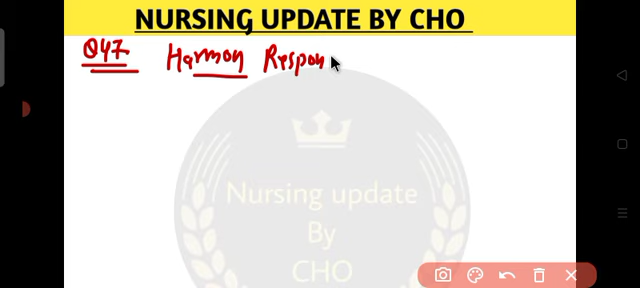 NURSING UPDATE BY CHO
Q47 Harmon Respon
Nursing update
By
CHO